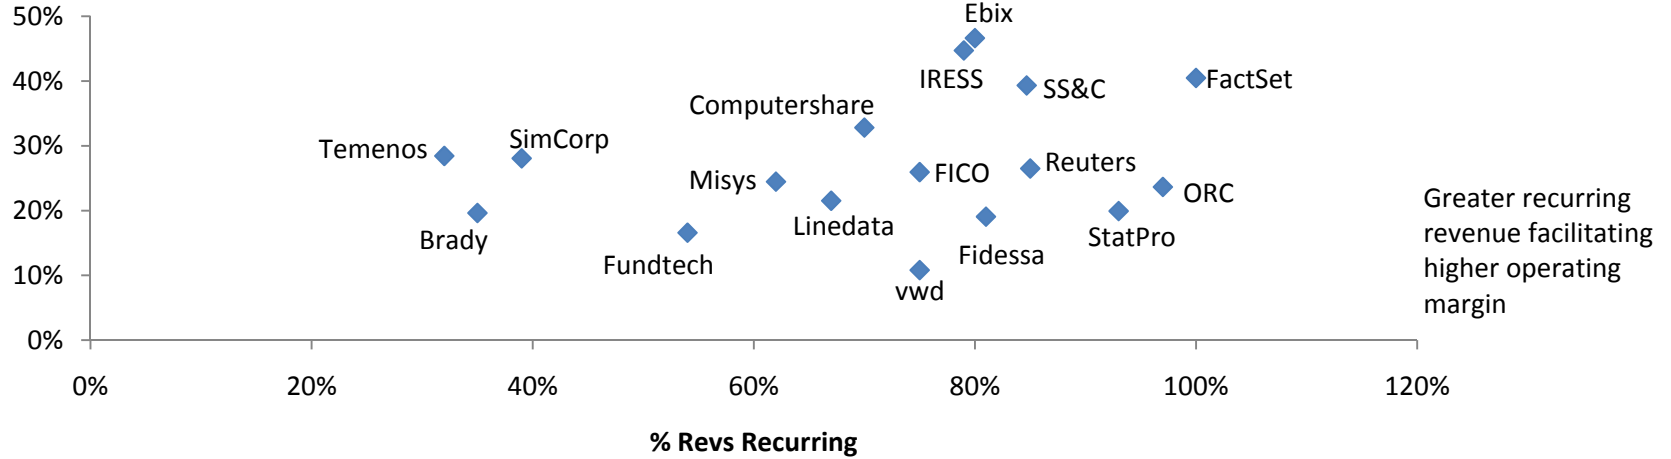 50%
Ebix
40%
IRESS
SS&C
FactSet
Computershare
30%
Temenos
SimCorp
Misys
FICO
Reuters
ORC
20%
Brady
Linedata
StatPro
Fundtech
Fidessa
10%
vwd
0%
Greater recurring
revenue facilitating
higher operating
margin
0%
20%
40%
60%
80%
100%
120%
% Revs Recurring